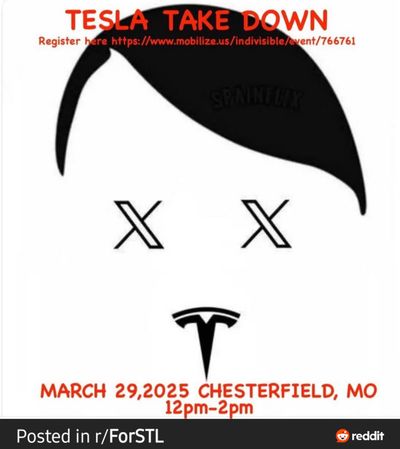 TESLA TAKE DOWN
Register here https://www.mobilize.us/indivisible/event/766761
SPAINFLIX
X X
MARCH 29,2025 CHESTERFIELD, MO
12pm-2pm
Posted in r/ForSTL
reddit